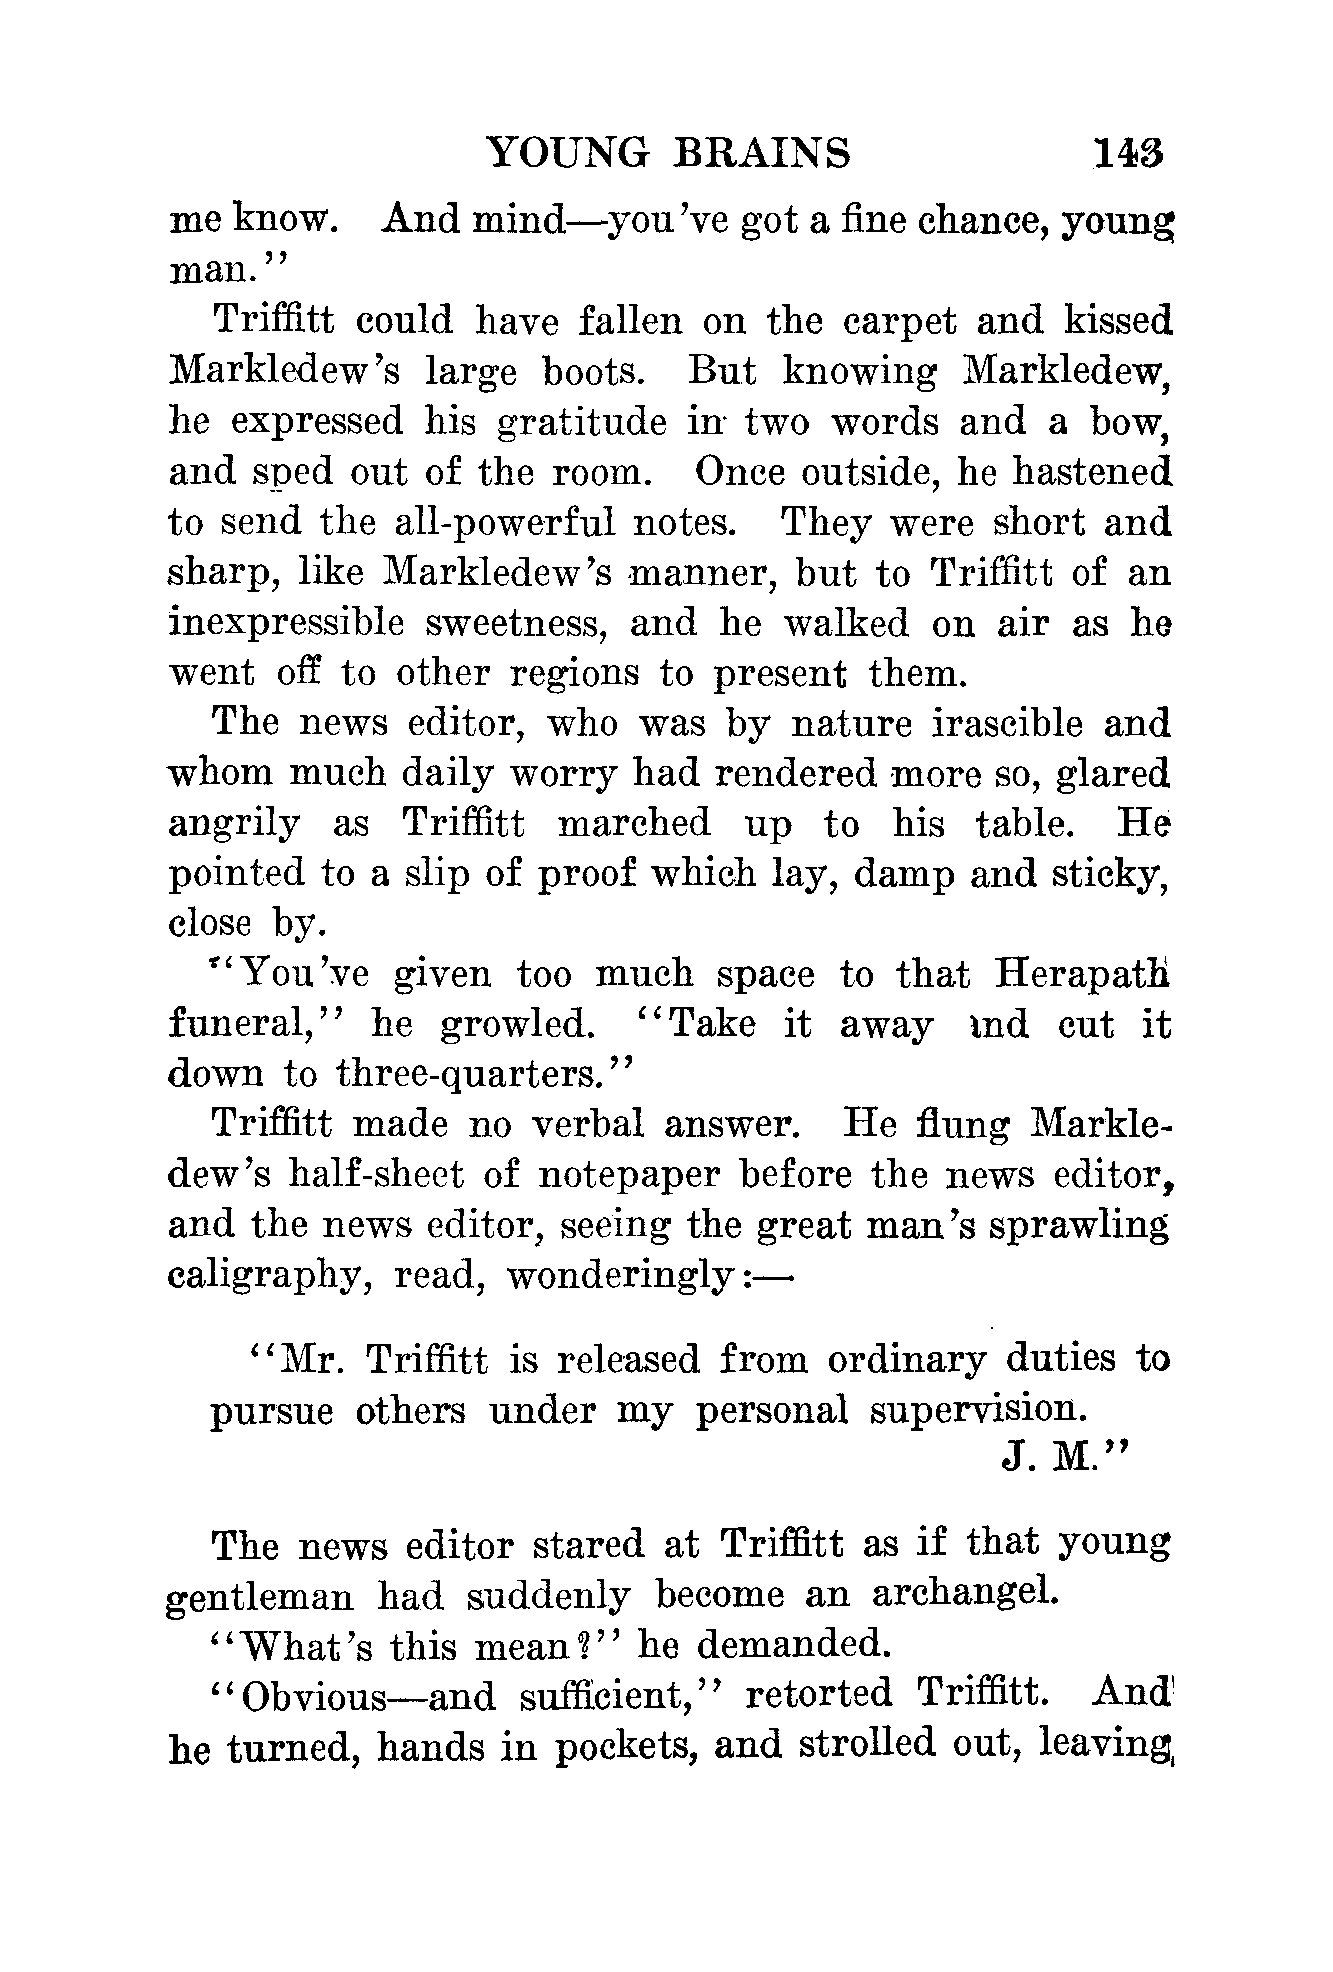 YOUNG BRAINS 143
me know. And mind—you've got a fine chance, young
man."
Triffitt could have fallen on the carpet and kissed
Markledew's large boots. But knowing Markledew,
he expressed his gratitude in two words and a bow,
and sped out of the room. Once outside, he hastened
to send the all-powerful notes. They were short and
sharp, like Markledew's manner, but to Triffitt of an
inexpressible sweetness, and he walked on air as he
went off to other regions to present them.
The news editor, who was by nature irascible and
whom much daily worry had rendered more so, glared
angrily as Triffitt marched up to his table. He
pointed to a slip of proof which lay, damp and sticky,
close by.
"You've given too much space to that Herapath
funeral," he growled. "Take it away and cut it
down to three-quarters."
Triffitt made no verbal answer. He flung Markle-
dew's half-sheet of notepaper before the news editor,
and the news editor, seeing the great man's sprawling
caligraphy, read, wonderingly:—
"Mr. Triffitt is released from ordinary duties to
pursue others under my personal supervision.
J. M."
The news editor stared at Triffitt as if that young
gentleman had suddenly become an archangel.
"What's this mean?" he demanded.
"Obvious—and sufficient," retorted Triffitt. And
he turned, hands in pockets, and strolled out, leaving